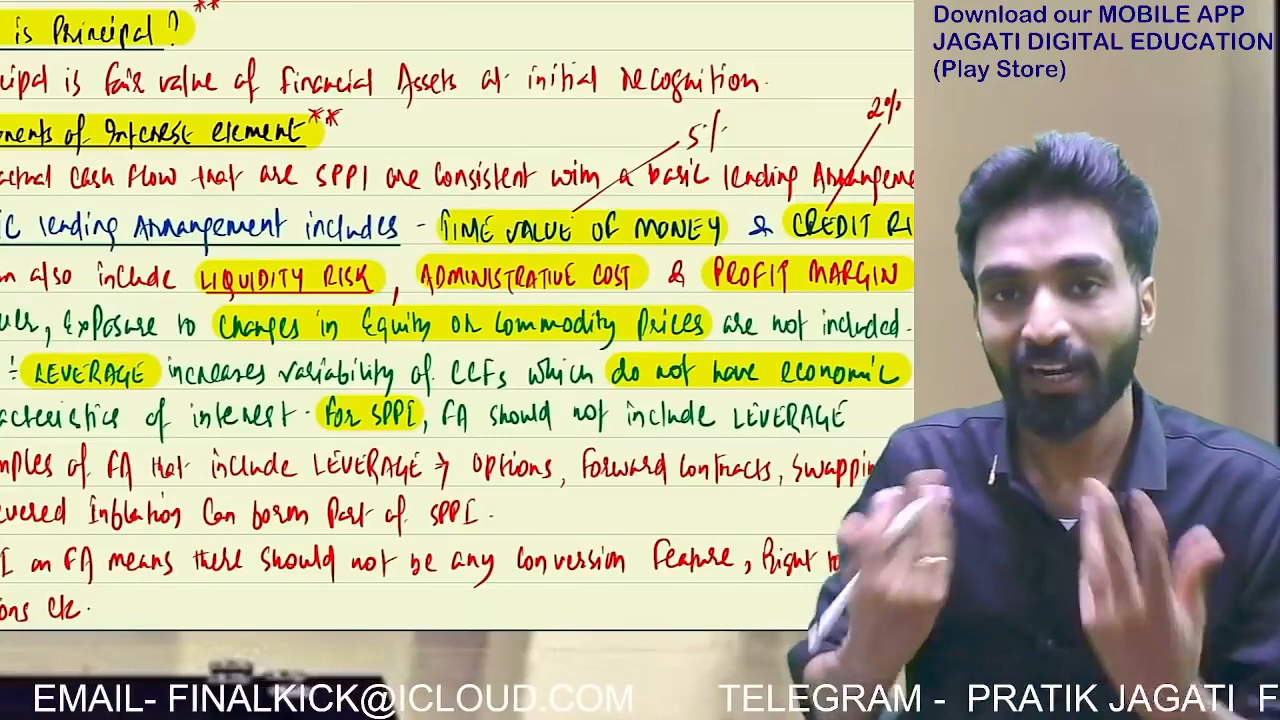 is Principal? **
cipal is fair value of Financial Assets at initial recognition.
onents of Interest element **
5%
2%
actual cash flow that are SPPI are consistent with a basic lending Arrangeme
ic lending Arrangement includes - TIME VALUE OF MONEY & CREDIT RI
n also include LIQUIDITY RISK, ADMINISTRATIVE COST & PROFIT MARGIN
ver, Exposure to changes in Equity or Commodity Prices are not included.
÷ LEVERAGE increases variability of CCFs which do not have economic
acteristics of interest. For SPPI, FA should not include LEVERAGE
mples of FA that include LEVERAGE → Options, Forward Contracts, Swappin
vered Inflation Can form Part of SPPI.
I on FA means there should not be any conversion Feature, Right to
ons etc.
Download our MOBILE APP
JAGATI DIGITAL EDUCATION
(Play Store)
EMAIL- FINALKICK@ICLOUD.COM TELEGRAM - PRATIK JAGATI F